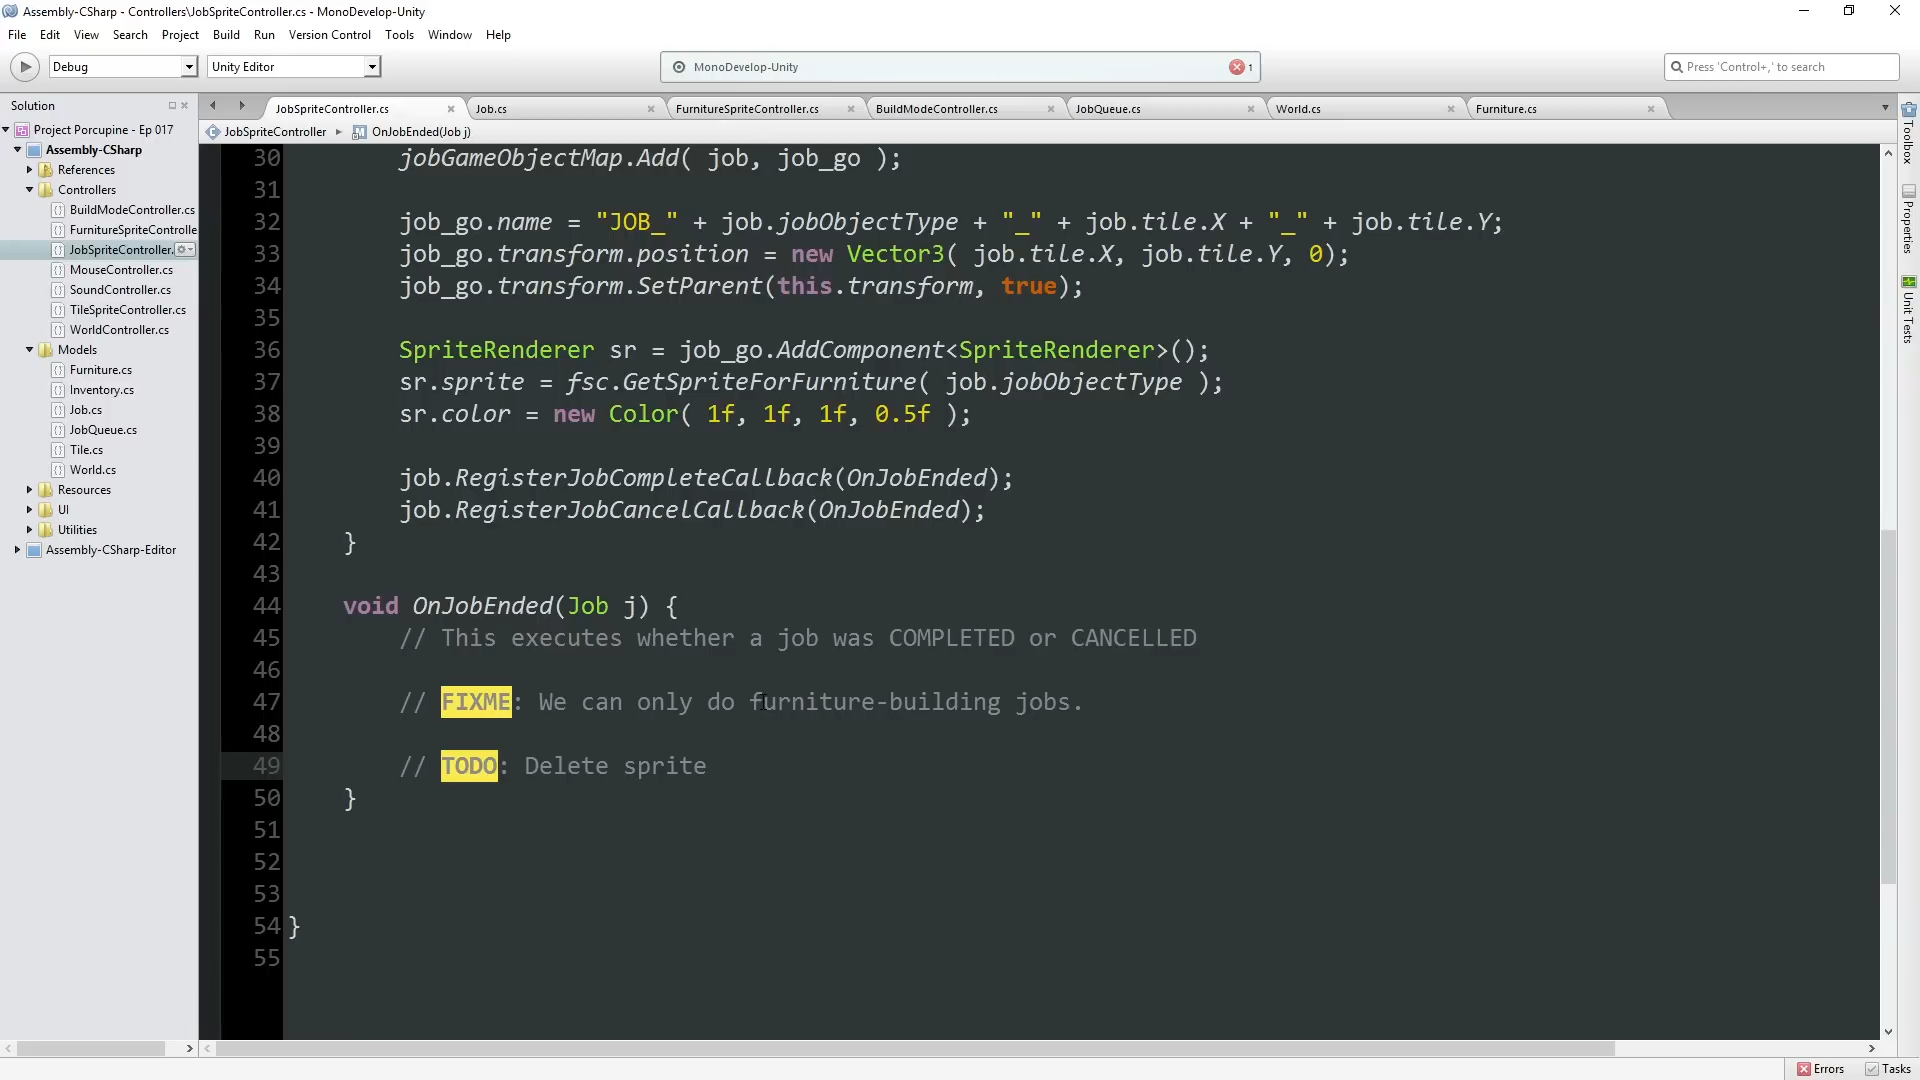 Assembly-CSharp - Controllers\JobSpriteController.cs - MonoDevelop-Unity
File Edit View Search Project Build Run Version Control Tools Window Help
Debug Unity Editor MonoDevelop-Unity 1 Press 'Control+,' to search
Solution
JobSpriteController.cs Job.cs FurnitureSpriteController.cs BuildModeController.cs JobQueue.cs World.cs Furniture.cs
JobSpriteController OnJobEnded(Job j)
Project Porcupine - Ep 017
Assembly-CSharp
References
Controllers
BuildModeController.cs
FurnitureSpriteControlle
JobSpriteController.
MouseController.cs
SoundController.cs
TileSpriteController.cs
WorldController.cs
Models
Furniture.cs
Inventory.cs
Job.cs
JobQueue.cs
Tile.cs
World.cs
Resources
UI
Utilities
Assembly-CSharp-Editor
30 jobGameObjectMap.Add( job, job_go );
31
32 job_go.name = "JOB_" + job.jobObjectType + "_" + job.tile.X + "_" + job.tile.Y;
33 job_go.transform.position = new Vector3( job.tile.X, job.tile.Y, 0);
34 job_go.transform.SetParent(this.transform, true);
35
36 SpriteRenderer sr = job_go.AddComponent<SpriteRenderer>();
37 sr.sprite = fsc.GetSpriteForFurniture( job.jobObjectType );
38 sr.color = new Color( 1f, 1f, 1f, 0.5f );
39
40 job.RegisterJobCompleteCallback(OnJobEnded);
41 job.RegisterJobCancelCallback(OnJobEnded);
42 }
43
44 void OnJobEnded(Job j) {
45 // This executes whether a job was COMPLETED or CANCELLED
46
47 // FIXME: We can only do furniture-building jobs.
48
49 // TODO: Delete sprite
50 }
51
52
53
54 }
55
Toolbox
Properties
Unit Tests
Errors Tasks